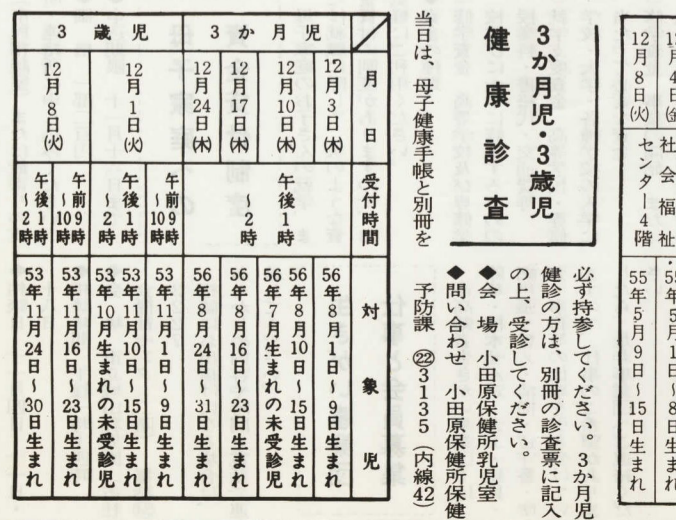 12月4日(金)
55年5月1日〜8日生まれ
12月8日(火)
社会福祉センター4階
55年5月9日〜15日生まれ
3か月児・3歳児
健康診査
当日は、母子健康手帳と別冊を
必ず持参してください。3か月児
健診の方は、別冊の診査票に記入
の上、受診してください。
◆会　場　小田原保健所乳児室
◆問い合わせ　小田原保健所保健
予防課　㉒3135（内線42）
月日
受付時間
対象児
3か月児
12月3日(木)
12月10日(木)
12月17日(木)
12月24日(木)
午後1時〜2時
56年8月1日〜9日生まれ
56年8月10日〜15日生まれ
56年7月生まれの未受診児
56年8月16日〜23日生まれ
56年8月24日〜31日生まれ
3歳児
12月1日(火)
午前9時〜10時
53年11月1日〜9日生まれ
午後1時〜2時
53年11月10日〜15日生まれ
53年10月生まれの未受診児
12月8日(火)
午前9時〜10時
53年11月16日〜23日生まれ
午後1時〜2時
53年11月24日〜30日生まれ